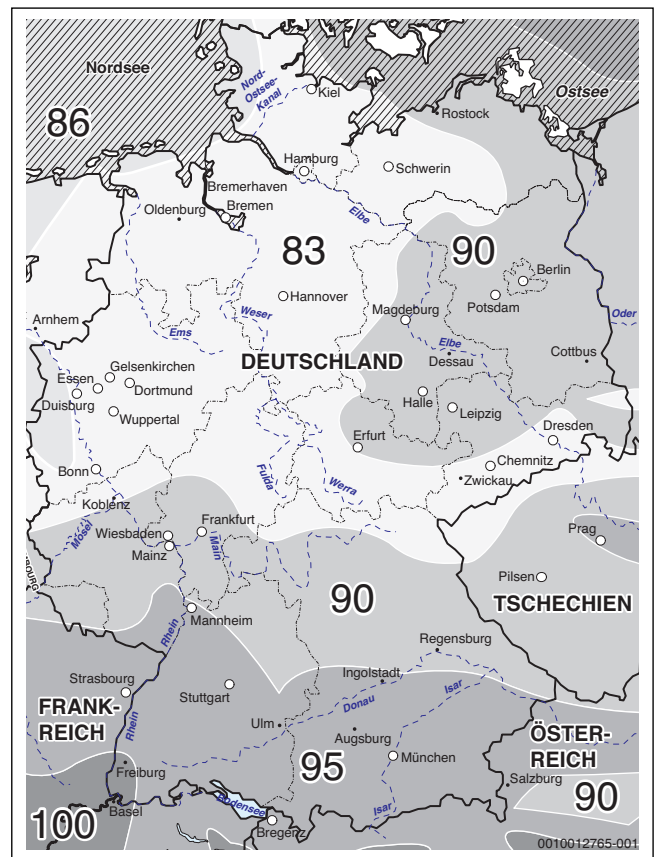 Nordsee
86
Nord-
Ostsee-
Kanal
Kiel
Ostsee
Rostock
Hamburg
Schwerin
Bremerhaven
Bremen
Oldenburg
Elbe
83
90
Berlin
Potsdam
Hannover
Magdeburg
Weser
Oder
Arnhem
Ems
Elbe
DEUTSCHLAND
Dessau
Cottbus
Gelsenkirchen
Essen
Dortmund
Duisburg
Wuppertal
Halle
Leipzig
Erfurt
Dresden
Chemnitz
Zwickau
Bonn
Fulda
Werra
Koblenz
Mosel
Wiesbaden
Frankfurt
Mainz
Main
Prag
BOURG
Pilsen
TSCHECHIEN
90
Mannheim
Rhein
Regensburg
Strasbourg
Stuttgart
Ingolstadt
Isar
FRANK-
REICH
Rhein
Donau
Ulm
Augsburg
München
ÖSTER-
REICH
95
Freiburg
Salzburg
90
Basel
Bodensee
Isar
100
Bregenz
0010012765-001